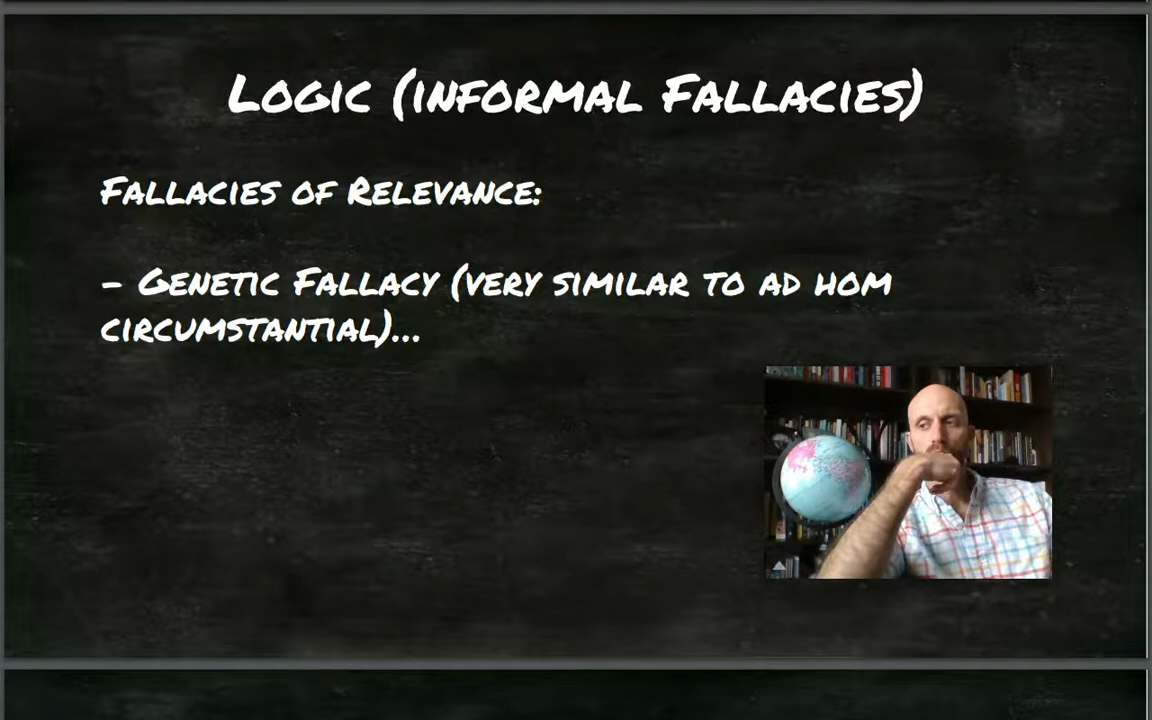 Logic (informal Fallacies)
Fallacies of Relevance:
- Genetic Fallacy (very similar to ad hom
circumstantial)...